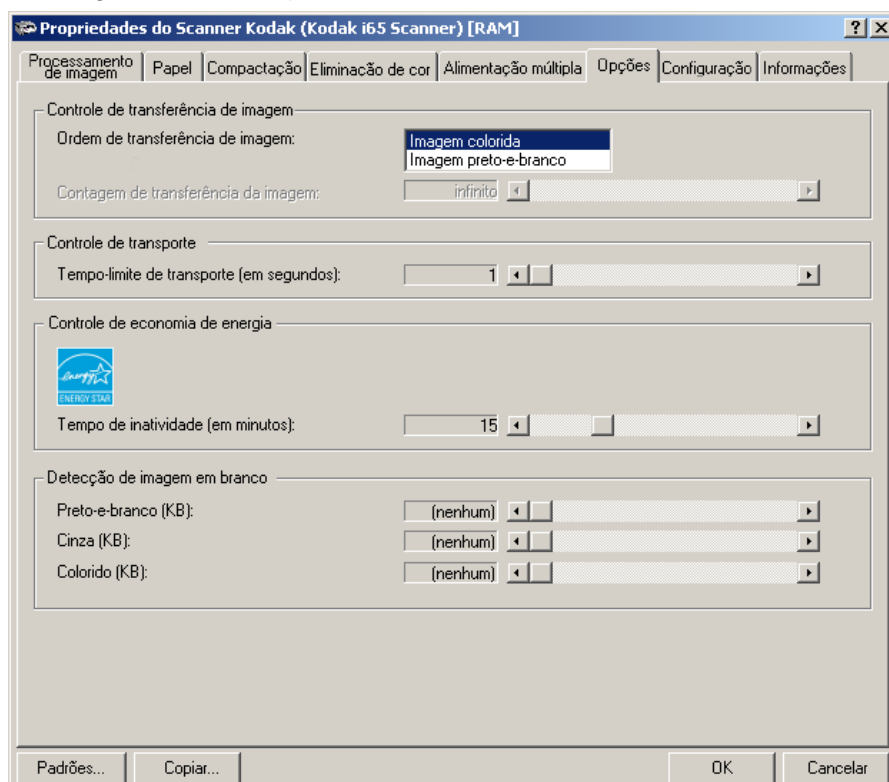 Propriedades do Scanner Kodak (Kodak i65 Scanner) [RAM]
Processamento de imagem
Papel
Compactação
Eliminação de cor
Alimentação múltipla
Opções
Configuração
Informações
Controle de transferência de imagem
Ordem de transferência de imagem:
Imagem colorida
Imagem preto-e-branco
Contagem de transferência da imagem:
infinito
Controle de transporte
Tempo-limite de transporte (em segundos):
1
Controle de economia de energia
energy
ENERGY STAR
Tempo de inatividade (em minutos):
15
Detecção de imagem em branco
Preto-e-branco (KB):
(nenhum)
Cinza (KB):
(nenhum)
Colorido (KB):
(nenhum)
Padrões...
Copiar...
OK
Cancelar